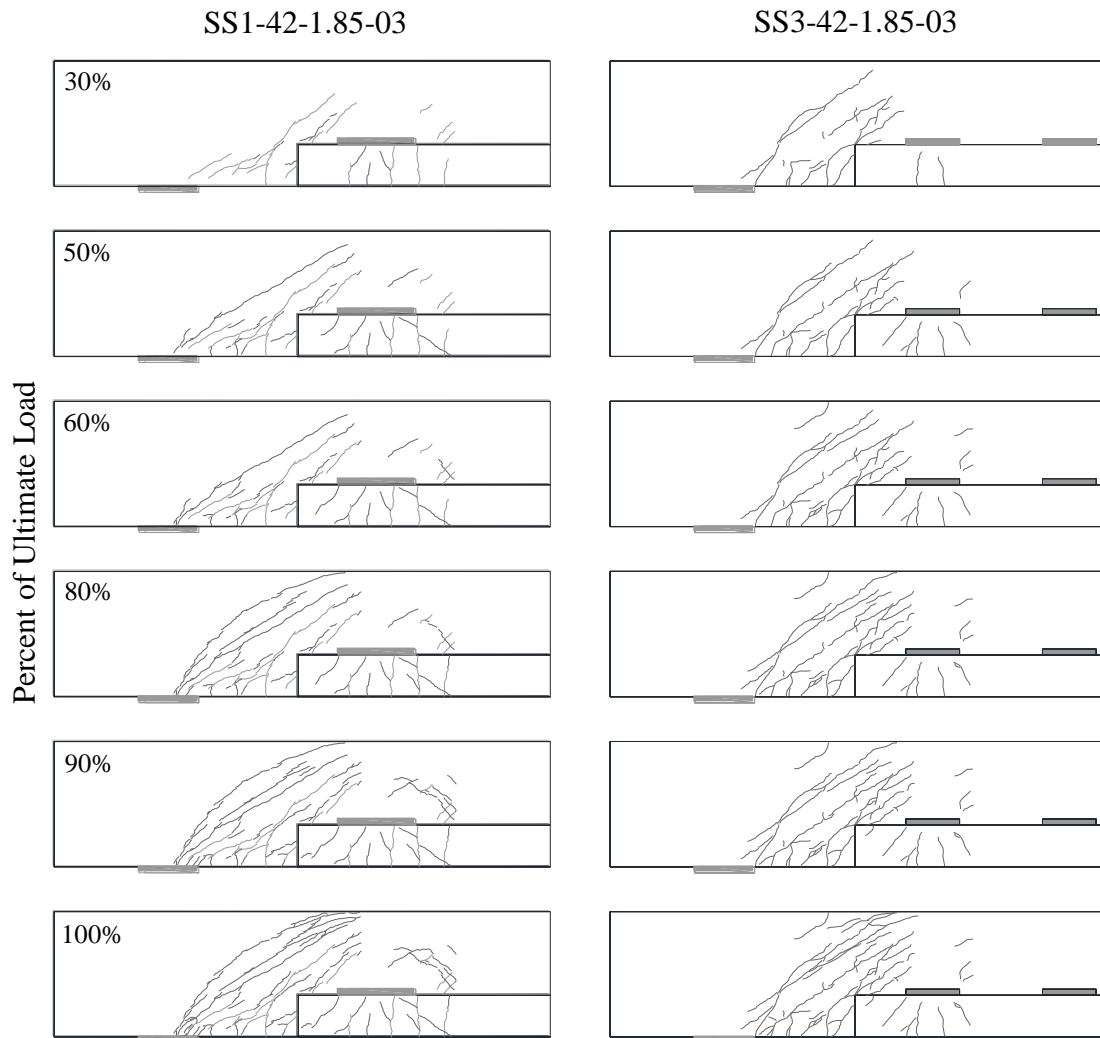 SS1-42-1.85-03
SS3-42-1.85-03
Percent of Ultimate Load
30%
50%
60%
80%
90%
100%